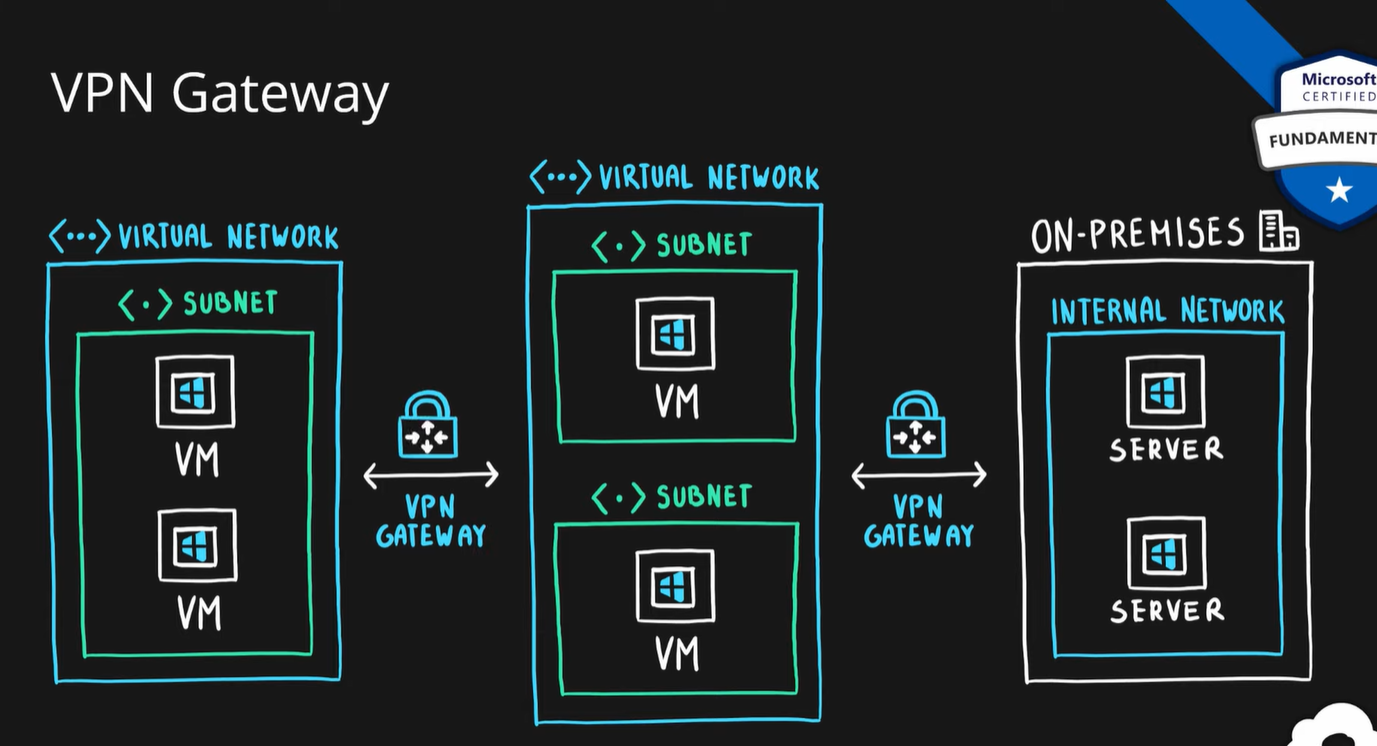 VPN Gateway
Microsoft
CERTIFIED
FUNDAMENT
<···> VIRTUAL NETWORK
<·> SUBNET
VM
VM
VPN
GATEWAY
<···> VIRTUAL NETWORK
<·> SUBNET
VM
<·> SUBNET
VM
VPN
GATEWAY
ON-PREMISES
INTERNAL NETWORK
SERVER
SERVER